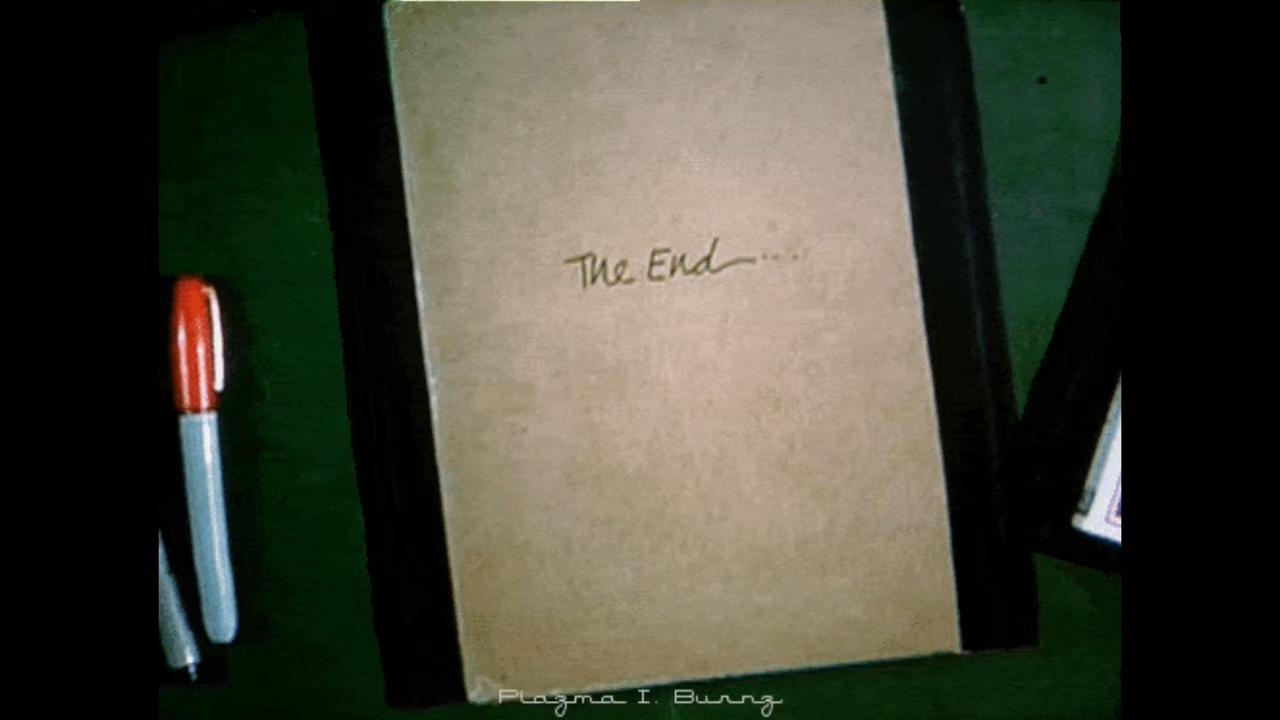 The End.....
Plazma I. Burnz